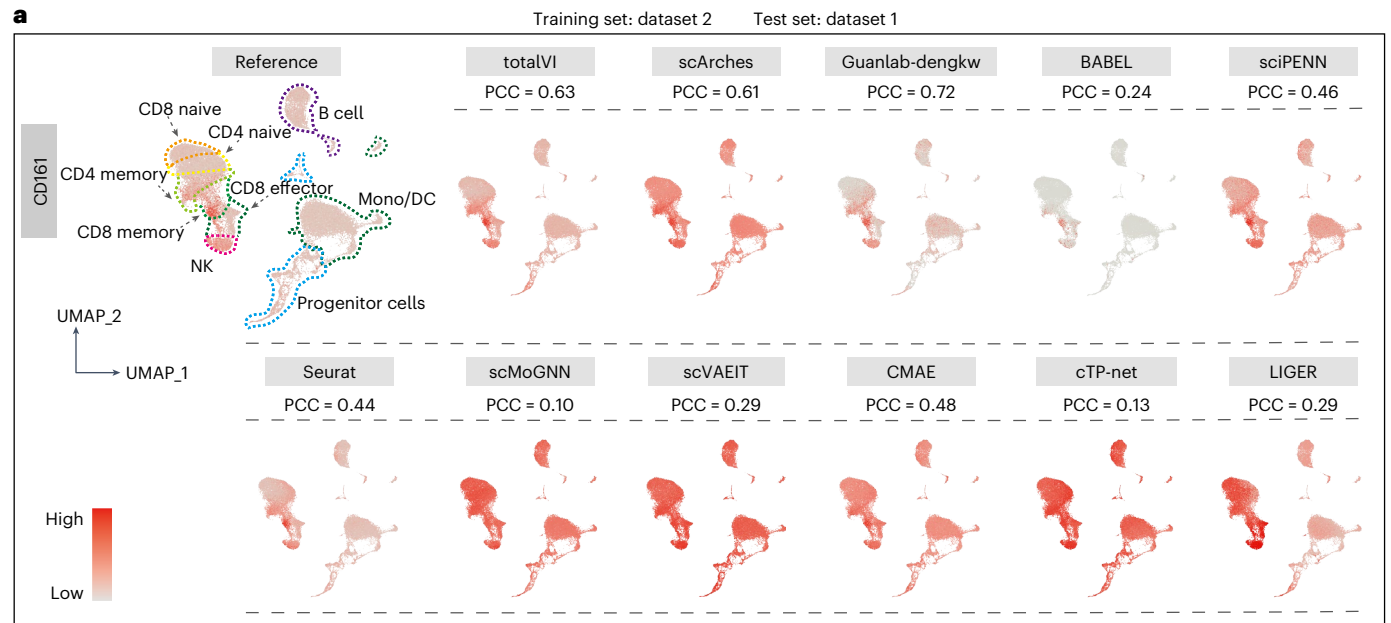 a
Training set: dataset 2 Test set: dataset 1
Reference
totalVI
scArches
Guanlab-dengkw
BABEL
sciPENN
PCC = 0.63
PCC = 0.61
PCC = 0.72
PCC = 0.24
PCC = 0.46
CD161
CD8 naive
B cell
CD4 naive
CD4 memory
CD8 effector
Mono/DC
CD8 memory
NK
Progenitor cells
UMAP_2
UMAP_1
Seurat
scMoGNN
scVAEIT
CMAE
cTP-net
LIGER
PCC = 0.44
PCC = 0.10
PCC = 0.29
PCC = 0.48
PCC = 0.13
PCC = 0.29
High
Low